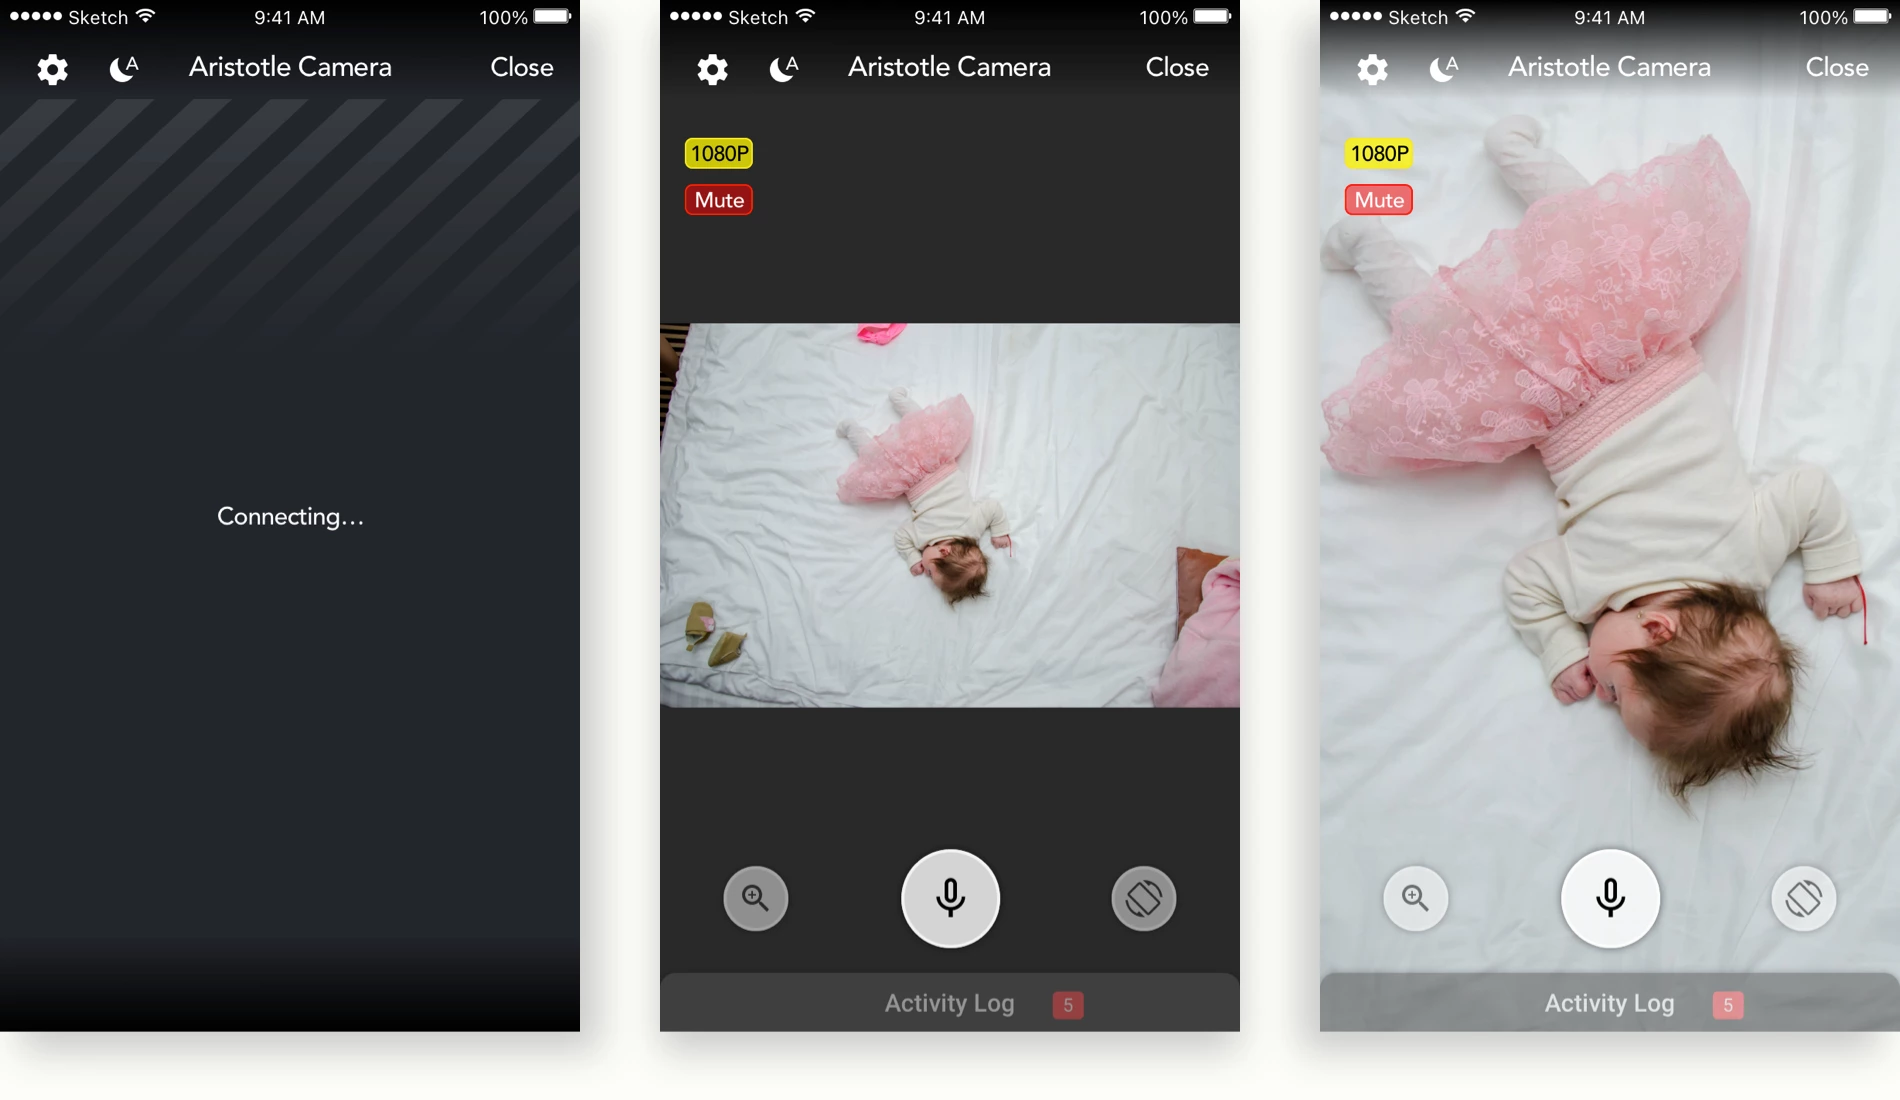 Sketch 9:41 AM 100%
A Aristotle Camera Close
Connecting...
Sketch 9:41 AM 100%
A Aristotle Camera Close
1080P
Mute
Activity Log 5
Sketch 9:41 AM 100%
A Aristotle Camera Close
1080P
Mute
Activity Log 5